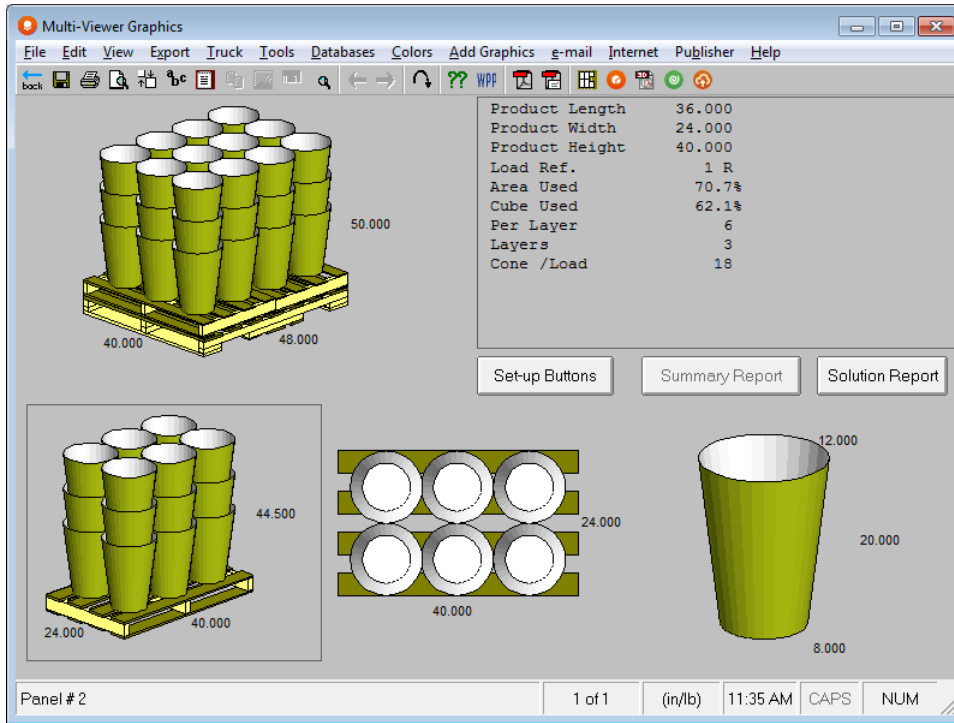 Multi-Viewer Graphics
File Edit View Export Truck Tools Databases Colors Add Graphics e-mail Internet Publisher Help
back abc ?? WPP
50.000
40.000
48.000
Product Length 36.000
Product Width 24.000
Product Height 40.000
Load Ref. 1 R
Area Used 70.7%
Cube Used 62.1%
Per Layer 6
Layers 3
Cone /Load 18
Set-up Buttons Summary Report Solution Report
44.500
24.000
40.000
24.000
40.000
12.000
20.000
8.000
Panel # 2 1 of 1 (in/lb) 11:35 AM CAPS NUM